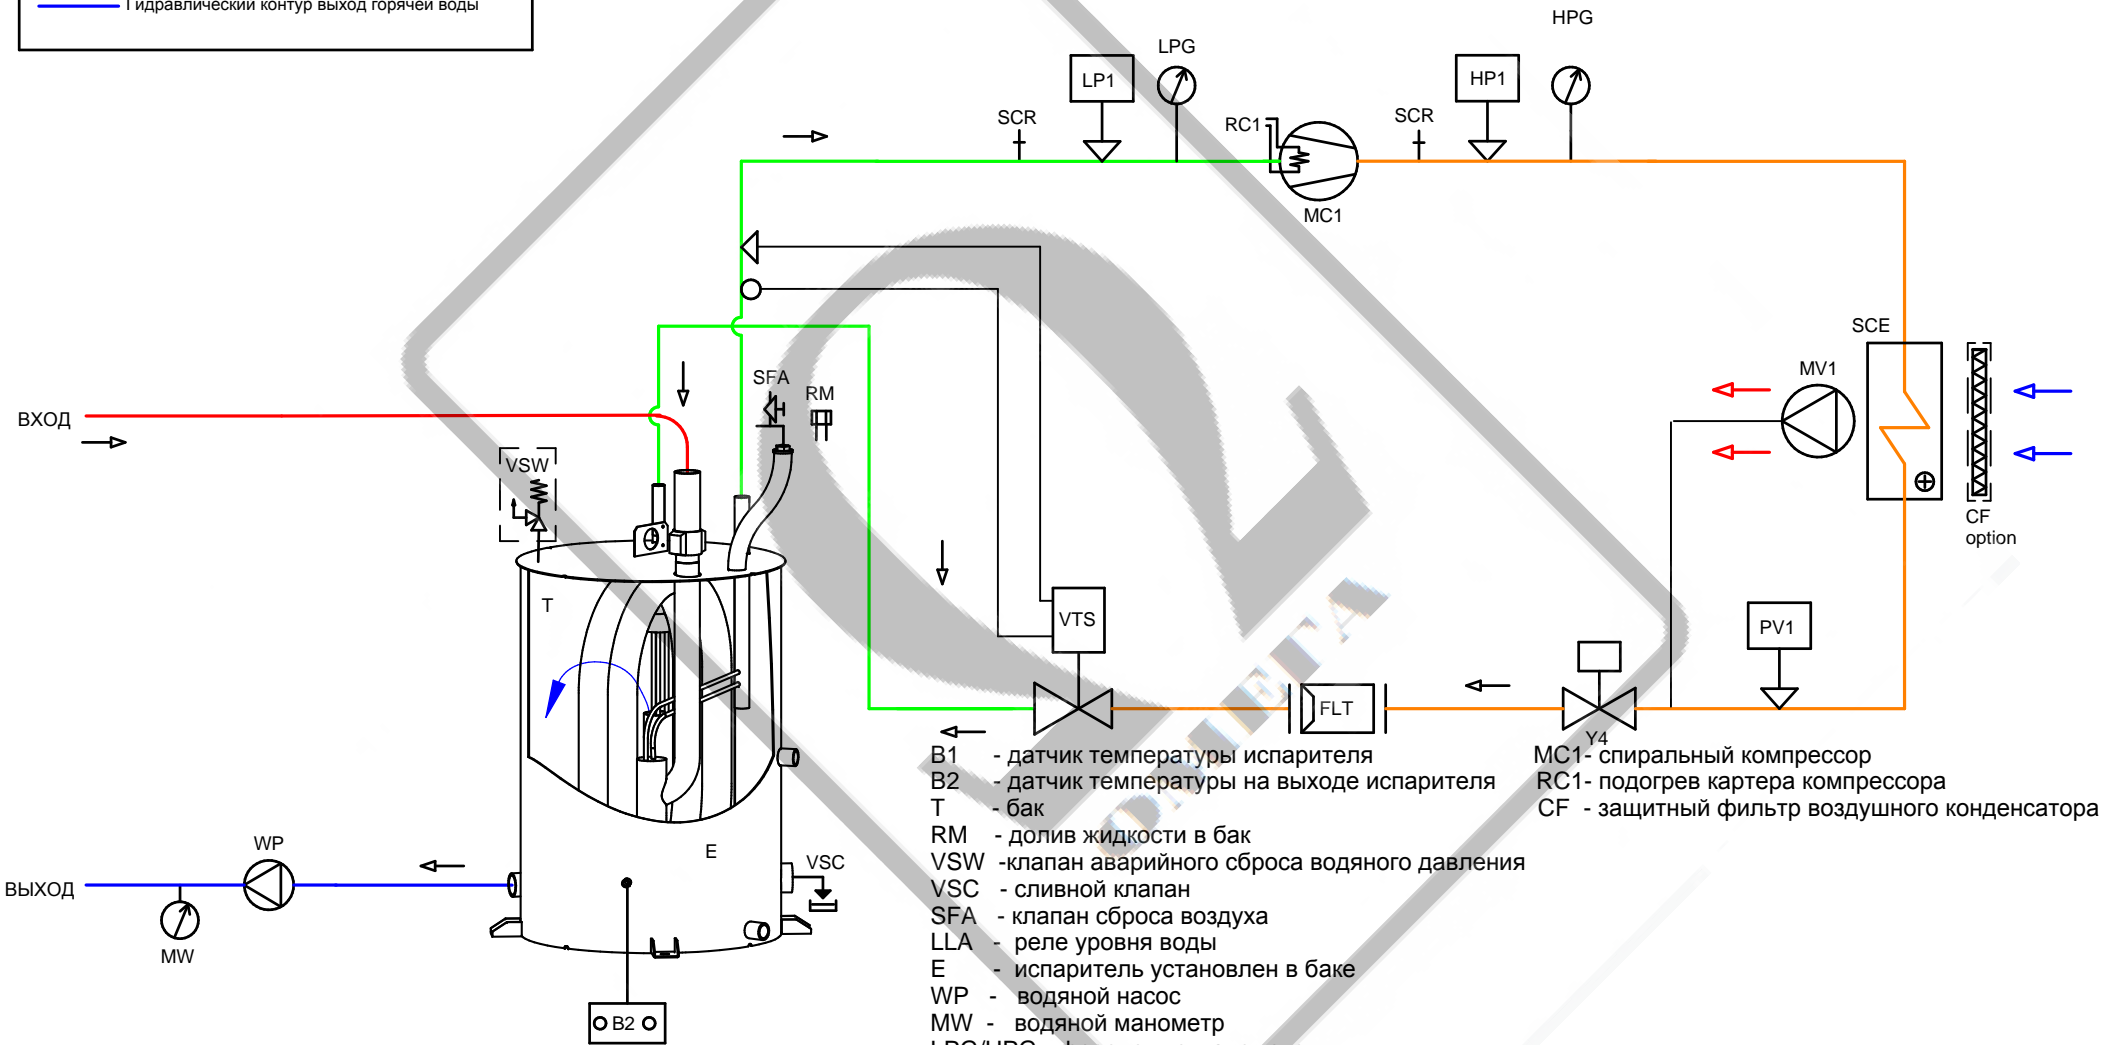 Гидравлический контур выход горячей воды
HPG
LPG
LP1
HP1
SCR
RC1
SCR
MC1
SCE
MV1
SFA
RM
ВХОД
VSW
CF
option
T
VTS
PV1
FLT
Y4
B1 - датчик температуры испарителя
MC1- спиральный компрессор
B2 - датчик температуры на выходе испарителя
RC1- подогрев картера компрессора
T - бак
CF - защитный фильтр воздушного конденсатора
RM - долив жидкости в бак
VSW -клапан аварийного сброса водяного давления
VSC - сливной клапан
SFA - клапан сброса воздуха
LLA - реле уровня воды
E - испаритель установлен в баке
WP - водяной насос
MW - водяной манометр
WP
E
VSC
ВЫХОД
MW
B2
ОМЕГА